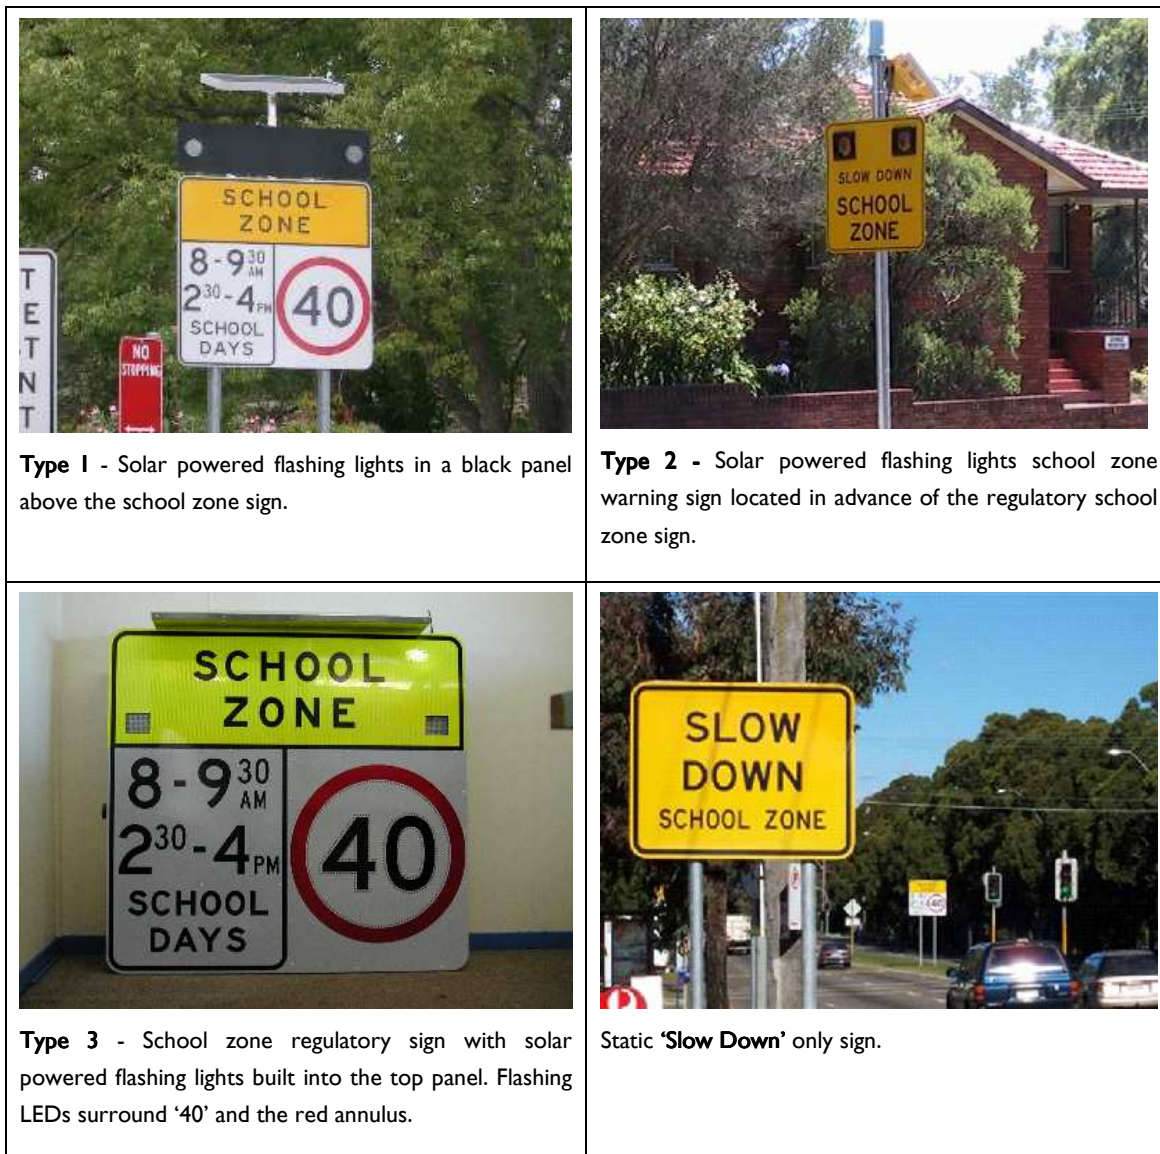 T
E
T
N
T
NO
STOPPING
SCHOOL
ZONE
8-9 30 AM
2 30 -4 PM
SCHOOL
DAYS
40
Type 1 - Solar powered flashing lights in a black panel
above the school zone sign.
SLOW DOWN
SCHOOL
ZONE
Type 2 - Solar powered flashing lights school zone
warning sign located in advance of the regulatory school
zone sign.
SCHOOL
ZONE
8-9 30 AM
2 30 -4 PM
SCHOOL
DAYS
40
Type 3 - School zone regulatory sign with solar
powered flashing lights built into the top panel. Flashing
LEDs surround ‘40’ and the red annulus.
SLOW
DOWN
SCHOOL ZONE
40
Static ‘Slow Down’ only sign.